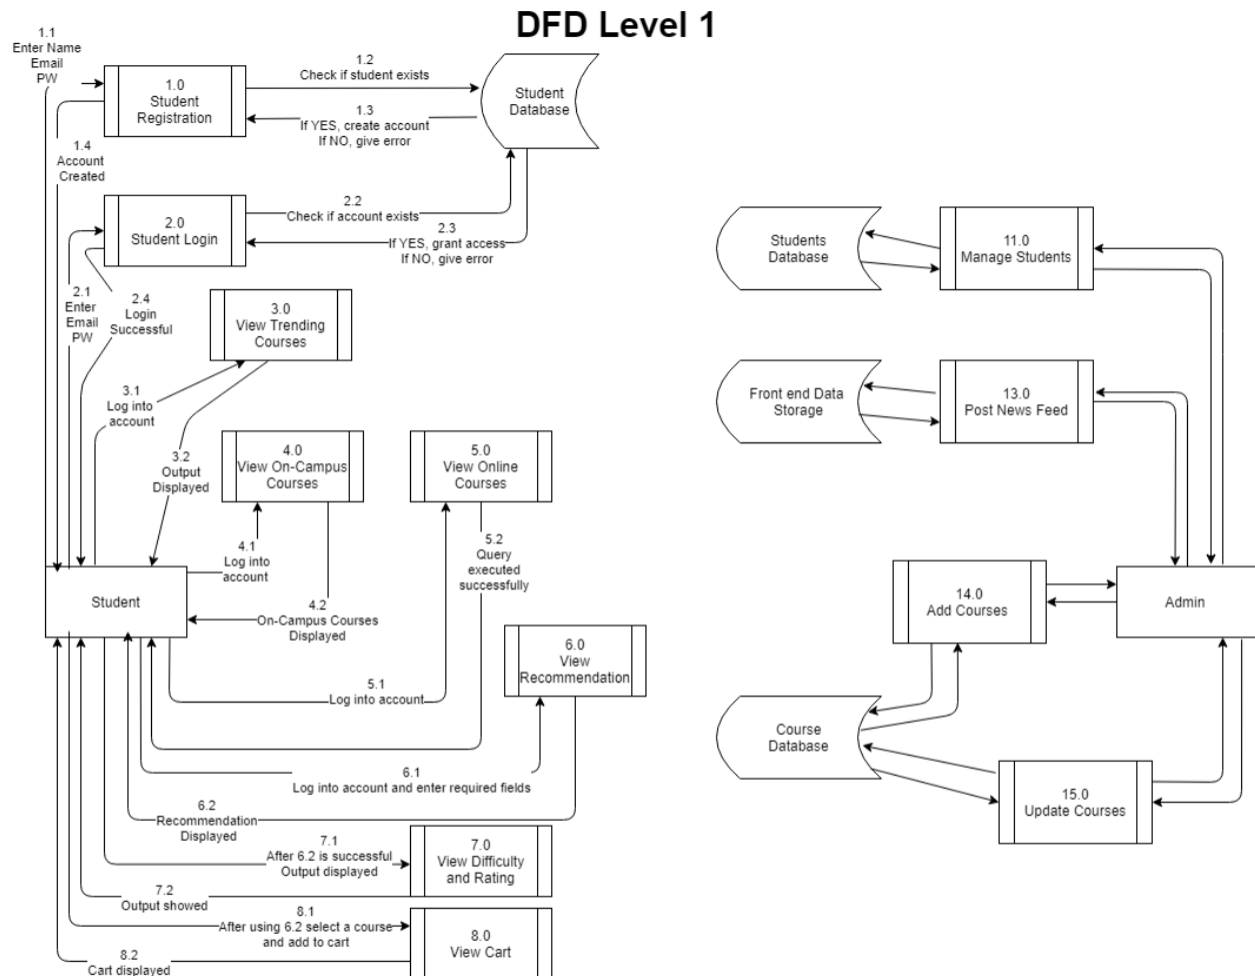 DFD Level 1
1.1
Enter Name
Email
PW
1.0
Student
Registration
1.2
Check if student exists
Student
Database
1.3
If YES, create account
If NO, give error
1.4
Account
Created
2.0
Student Login
2.2
Check if account exists
2.3
If YES, grant access
If NO, give error
2.1
Enter
Email
PW
2.4
Login
Successful
3.0
View Trending
Courses
3.1
Log into
account
3.2
Output
Displayed
4.0
View On-Campus
Courses
5.0
View Online
Courses
4.1
Log into
account
5.2
Query
executed
successfully
Student
4.2
On-Campus Courses
Displayed
6.0
View
Recommendation
5.1
Log into account
6.1
Log into account and enter required fields
6.2
Recommendation
Displayed
7.1
After 6.2 is successful
Output displayed
7.0
View Difficulty
and Rating
7.2
Output showed
8.1
After using 6.2 select a course
and add to cart
8.0
View Cart
8.2
Cart displayed
Students
Database
11.0
Manage Students
Front end Data
Storage
13.0
Post News Feed
14.0
Add Courses
Admin
Course
Database
15.0
Update Courses